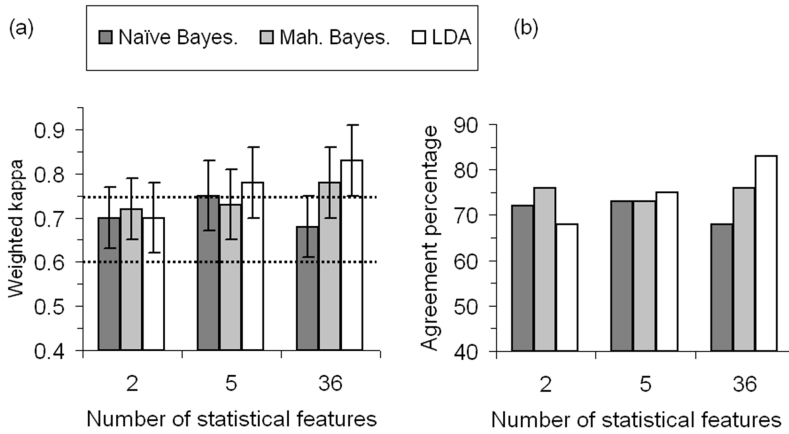 (a)
Naïve Bayes. Mah. Bayes. LDA
(b)
Weighted kappa
0.9
0.8
0.7
0.6
0.5
0.4
2 5 36
Number of statistical features
Agreement percentage
90
80
70
60
50
40
2 5 36
Number of statistical features